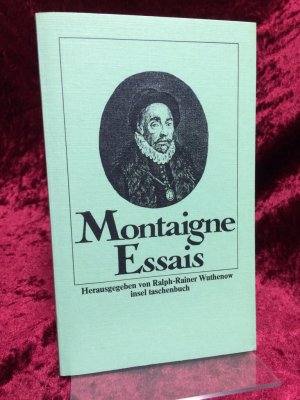 Montaigne
Essais
Herausgegeben von Ralph-Rainer Wuthenow
insel taschenbuch